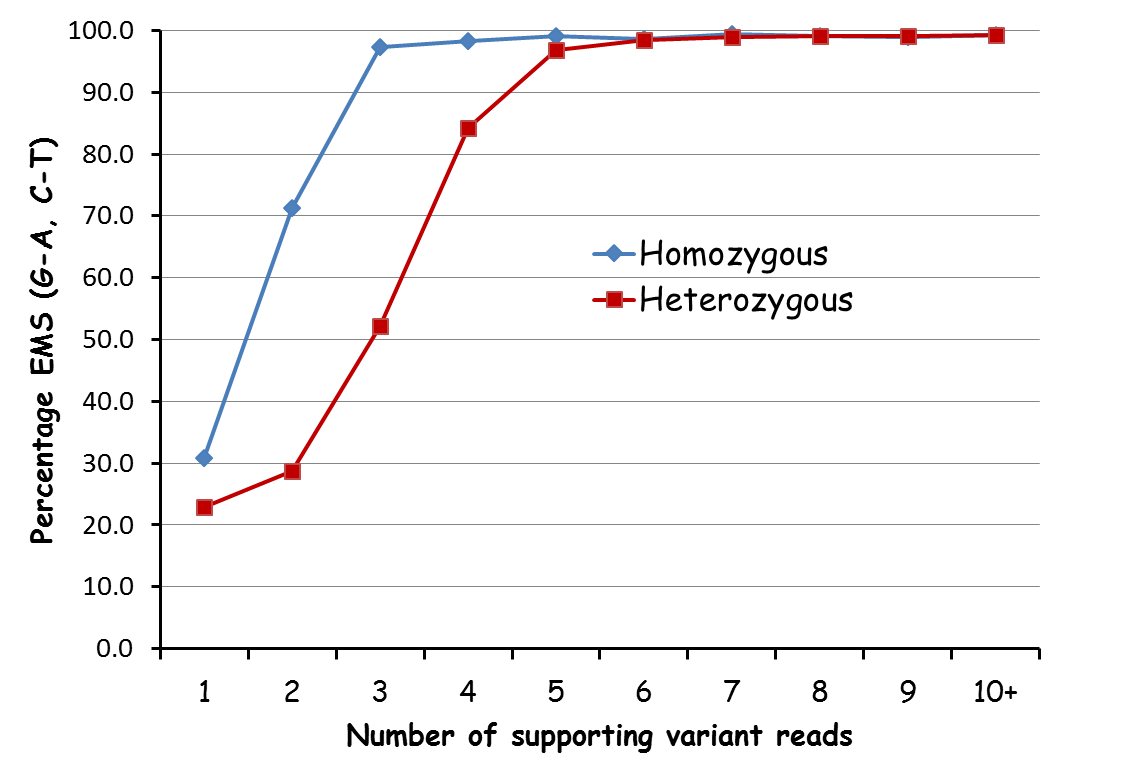 100.0
90.0
80.0
70.0
60.0
50.0
40.0
30.0
20.0
10.0
0.0
Percentage EMS (G-A, C-T)
Homozygous
Heterozygous
1 2 3 4 5 6 7 8 9 10+
Number of supporting variant reads